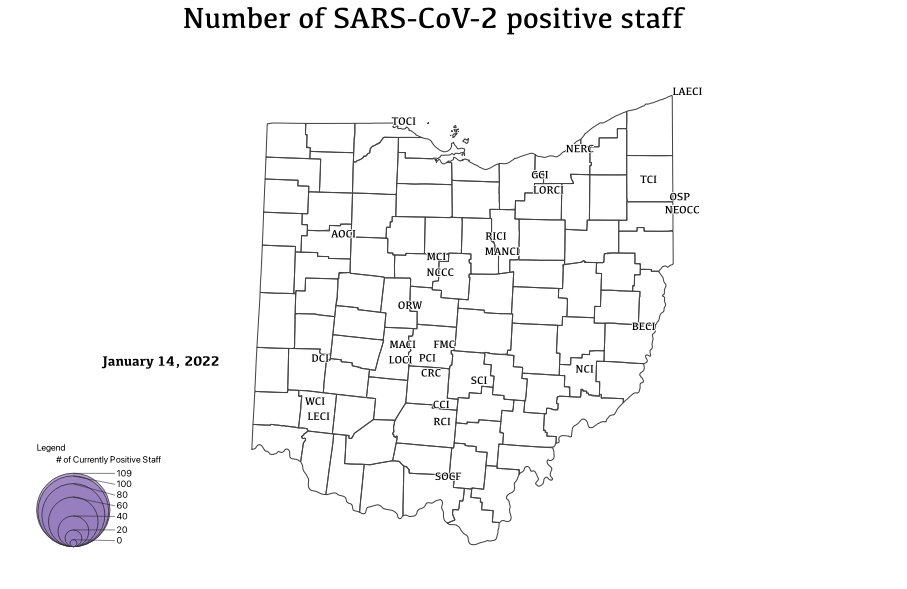 Number of SARS-CoV-2 positive staff
LAECI
TOCI
NERC
GCI
TCI
LORCI
OSP
NEOCC
AOCI
RICI
MANCI
MCI
NCCC
ORW
BECI
MACI
FMC
January 14, 2022
DCI
LOCI
PCI
NCI
CRC
SCI
WCI
CCI
LECI
RCI
SOCF
Legend
# of Currently Positive Staff
109
100
80
60
40
20
0